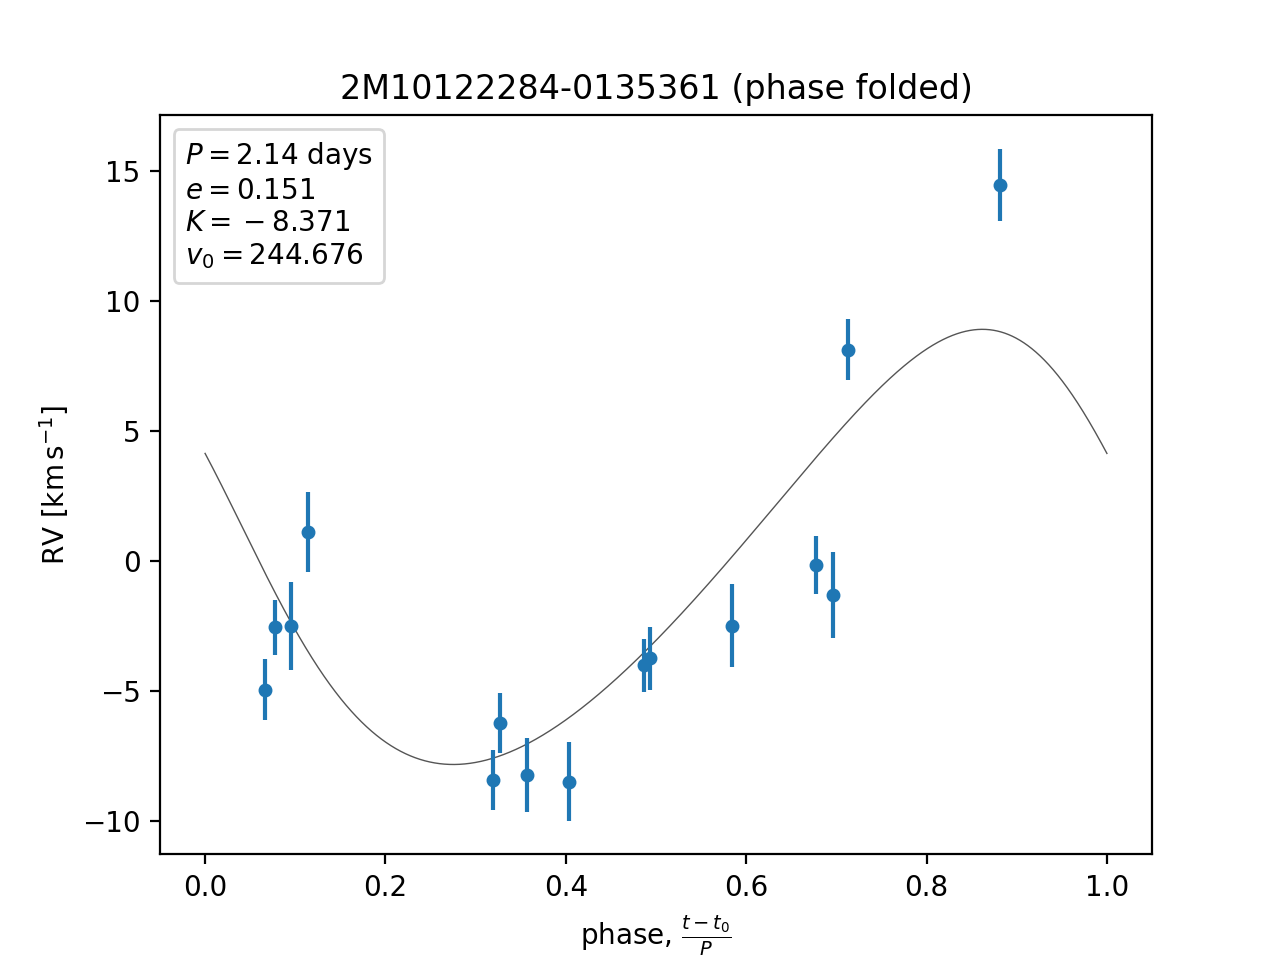 2M10122284-0135361 (phase folded)
P = 2.14 days
e = 0.151
K = −8.371
v₀ = 244.676
15
10
5
0
−5
−10
RV [km s⁻¹]
0.0 0.2 0.4 0.6 0.8 1.0
phase, (t − t₀)/P